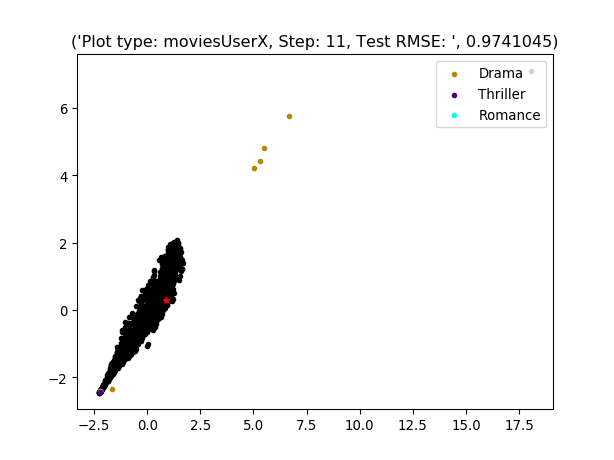 ('Plot type: moviesUserX, Step: 11, Test RMSE: ', 0.9741045)
Drama
Thriller
Romance
6
4
2
0
−2
−2.5 0.0 2.5 5.0 7.5 10.0 12.5 15.0 17.5